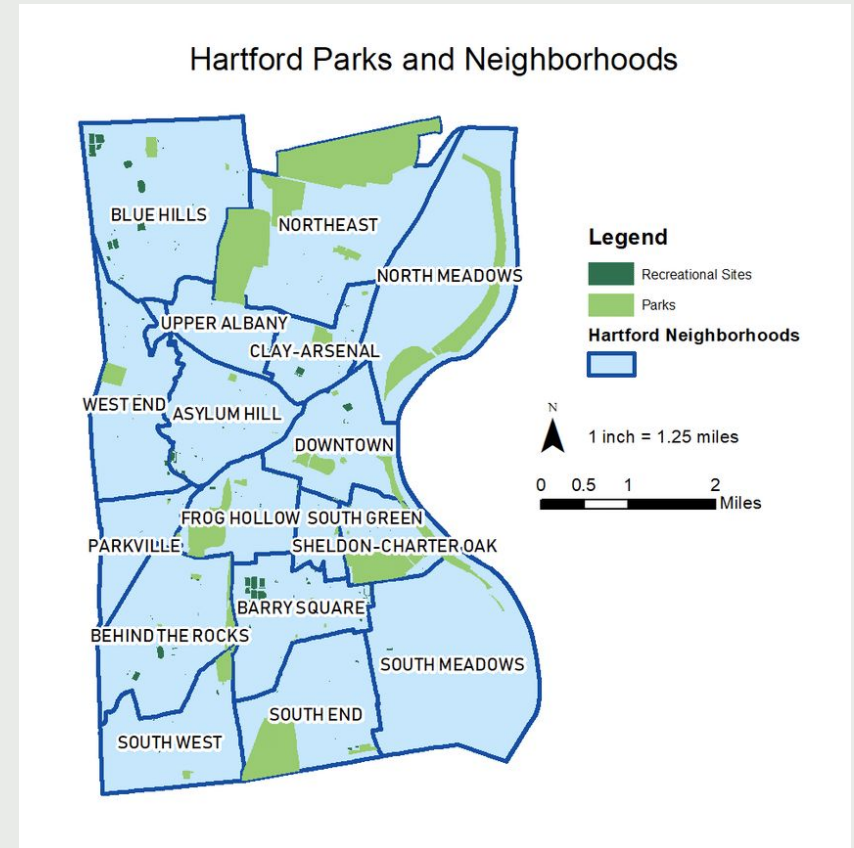 Hartford Parks and Neighborhoods
BLUE HILLS
NORTHEAST
NORTH MEADOWS
UPPER ALBANY
CLAY-ARSENAL
WEST END
ASYLUM HILL
DOWNTOWN
FROG HOLLOW
SOUTH GREEN
PARKVILLE
SHELDON-CHARTER OAK
BARRY SQUARE
BEHIND THE ROCKS
SOUTH MEADOWS
SOUTH END
SOUTH WEST
Legend
Recreational Sites
Parks
Hartford Neighborhoods
N
1 inch = 1.25 miles
0 0.5 1 2
Miles